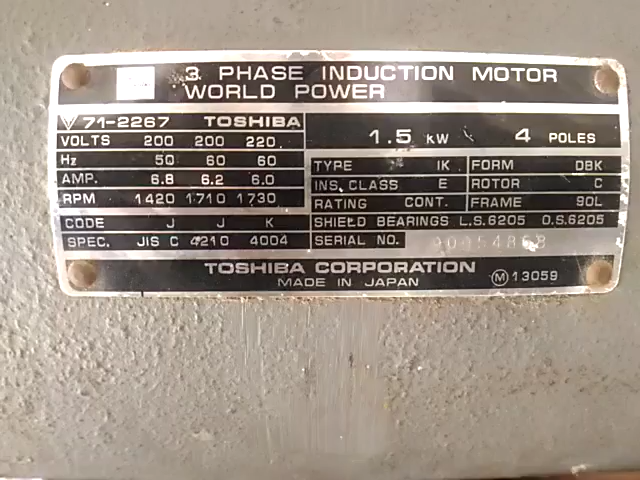 3 PHASE INDUCTION MOTOR
WORLD POWER
71-2267 TOSHIBA
VOLTS 200 200 220
Hz 50 60 60
AMP. 6.8 6.2 6.0
RPM 1420 1710 1730
CODE J J K
SPEC. JIS C 4210 4004
1.5 kW 4 POLES
TYPE IK FORM DBK
INS. CLASS E ROTOR C
RATING CONT. FRAME 90L
SHIELD BEARINGS L.S.6205 O.S.6205
SERIAL NO.
TOSHIBA CORPORATION
MADE IN JAPAN
M 13059